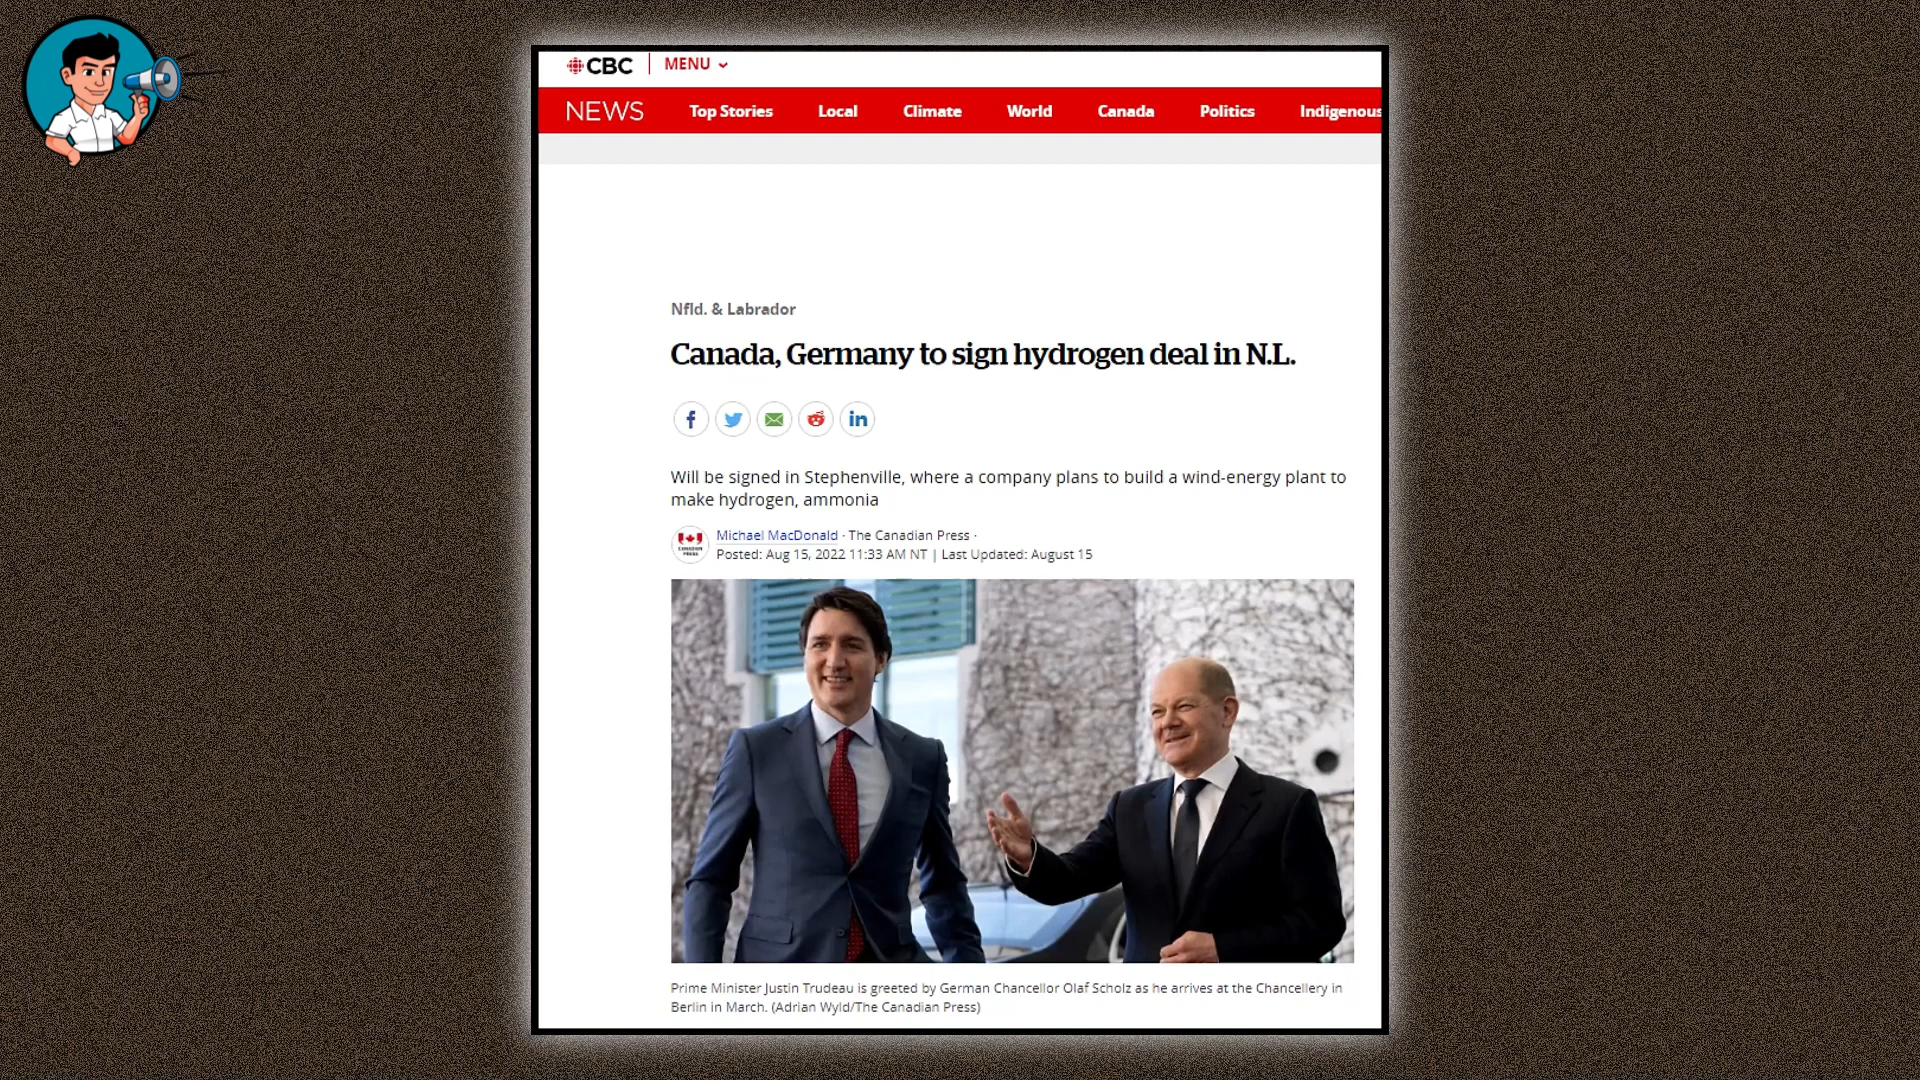 CBC MENU
NEWS Top Stories Local Climate World Canada Politics Indigenous
Nfld. & Labrador
Canada, Germany to sign hydrogen deal in N.L.
Will be signed in Stephenville, where a company plans to build a wind-energy plant to
make hydrogen, ammonia
CANADIAN PRESS
Michael MacDonald · The Canadian Press ·
Posted: Aug 15, 2022 11:33 AM NT | Last Updated: August 15
Prime Minister Justin Trudeau is greeted by German Chancellor Olaf Scholz as he arrives at the Chancellery in
Berlin in March. (Adrian Wyld/The Canadian Press)